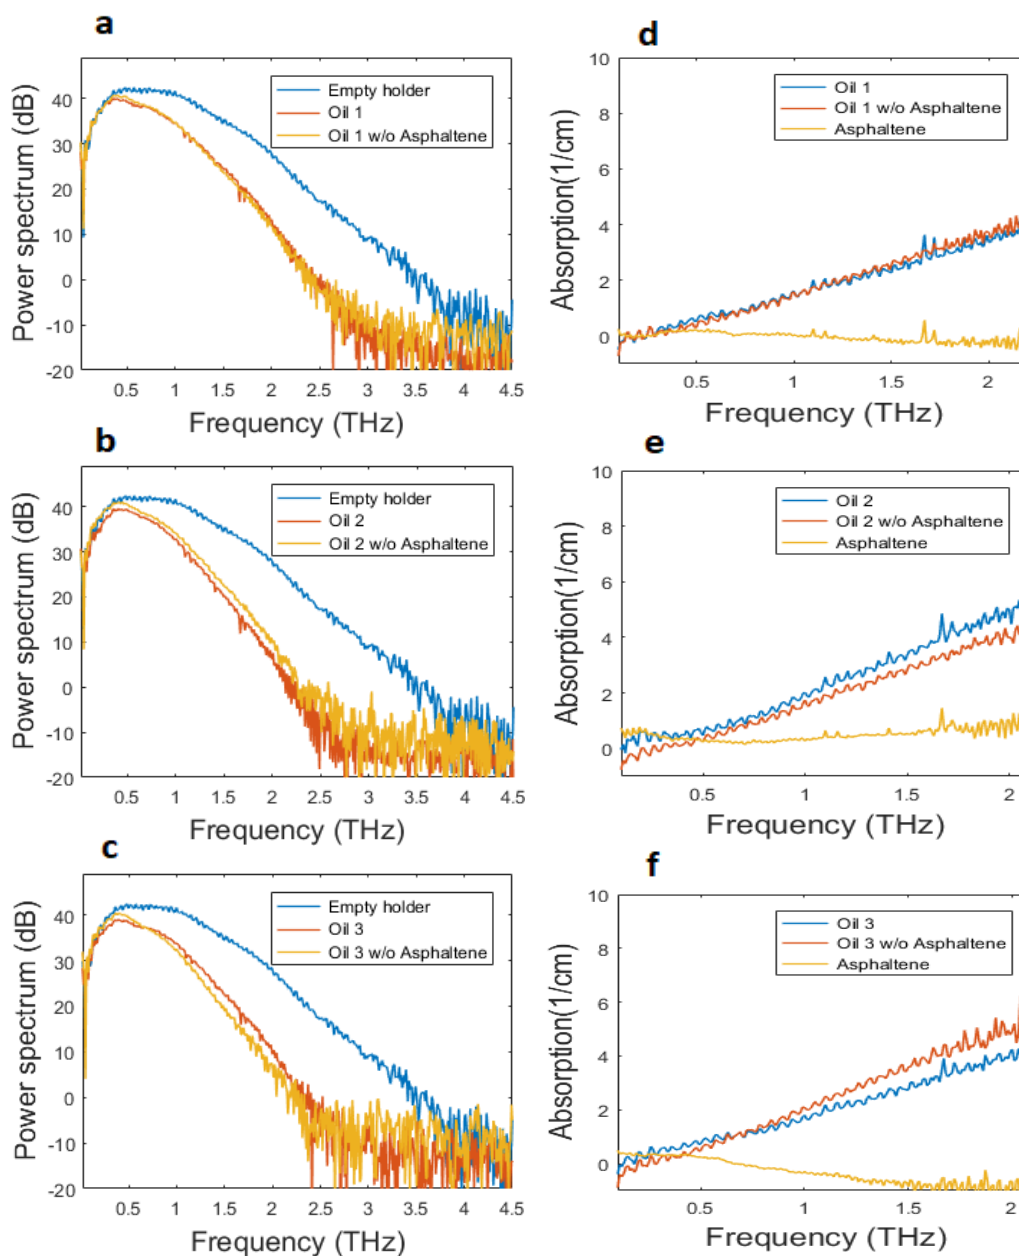 a
Power spectrum (dB)
40
30
20
10
0
-10
-20
Empty holder
Oil 1
Oil 1 w/o Asphaltene
0.5 1 1.5 2 2.5 3 3.5 4 4.5
Frequency (THz)
d
Absorption(1/cm)
10
8
6
4
2
0
Oil 1
Oil 1 w/o Asphaltene
Asphaltene
0.5 1 1.5 2
Frequency (THz)
b
Power spectrum (dB)
40
30
20
10
0
-10
-20
Empty holder
Oil 2
Oil 2 w/o Asphaltene
0.5 1 1.5 2 2.5 3 3.5 4 4.5
Frequency (THz)
e
Absorption(1/cm)
10
8
6
4
2
0
Oil 2
Oil 2 w/o Asphaltene
Asphaltene
0.5 1 1.5 2
Frequency (THz)
c
Power spectrum (dB)
40
30
20
10
0
-10
-20
Empty holder
Oil 3
Oil 3 w/o Asphaltene
0.5 1 1.5 2 2.5 3 3.5 4 4.5
Frequency (THz)
f
Absorption(1/cm)
10
8
6
4
2
0
Oil 3
Oil 3 w/o Asphaltene
Asphaltene
0.5 1 1.5 2
Frequency (THz)